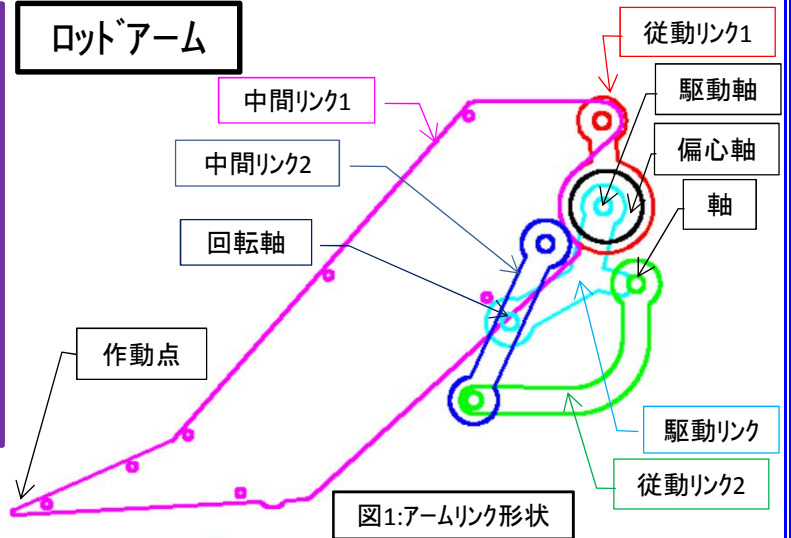 ロッドアーム
従動リンク1
中間リンク1
駆動軸
偏心軸
中間リンク2
軸
回転軸
作動点
駆動リンク
従動リンク2
図1:アームリンク形状